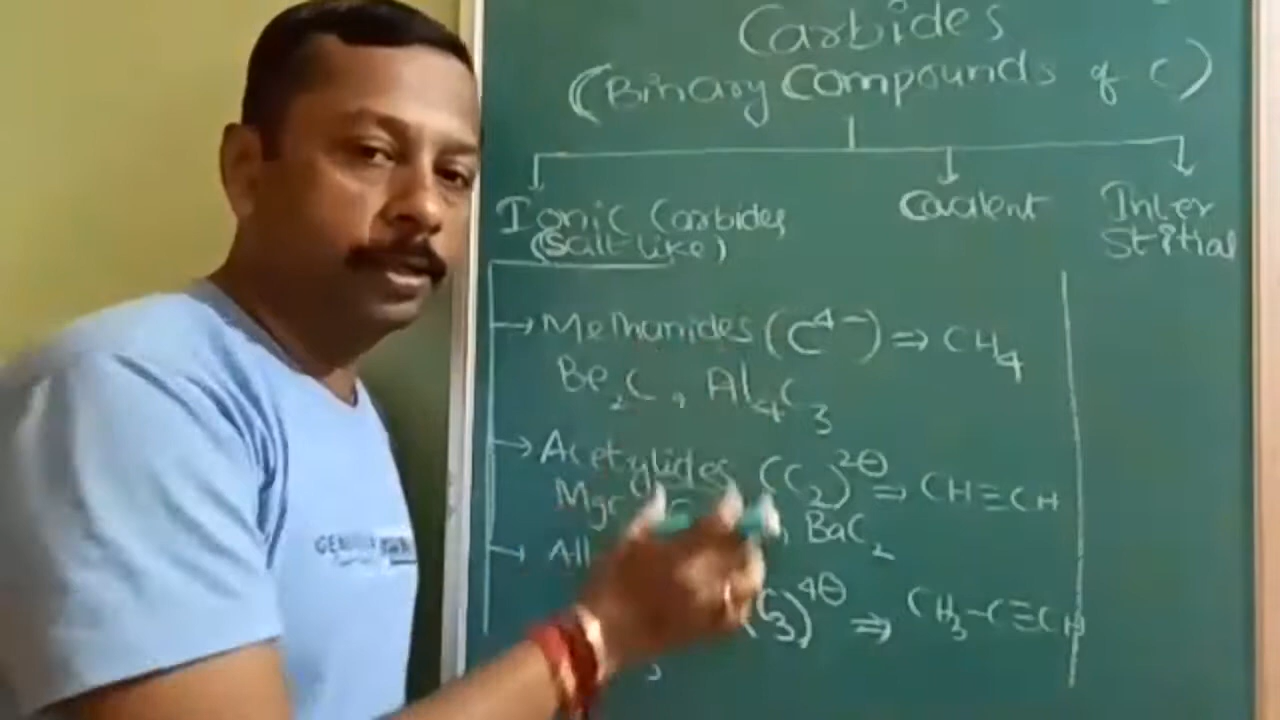 Carbides
(Binary Compounds of C)
Ionic Carbides
(Salt-like)
Covalent
Inter
Stitial
→ Methanides (C⁴⁻) ⇒ CH₄
Be₂C, Al₄C₃
→ Acetylides (C₂)²⊖ ⇒ CH≡CH
, BaC₂
→ All
(C₃)⁴⊖ ⇒ CH₃-C≡CH